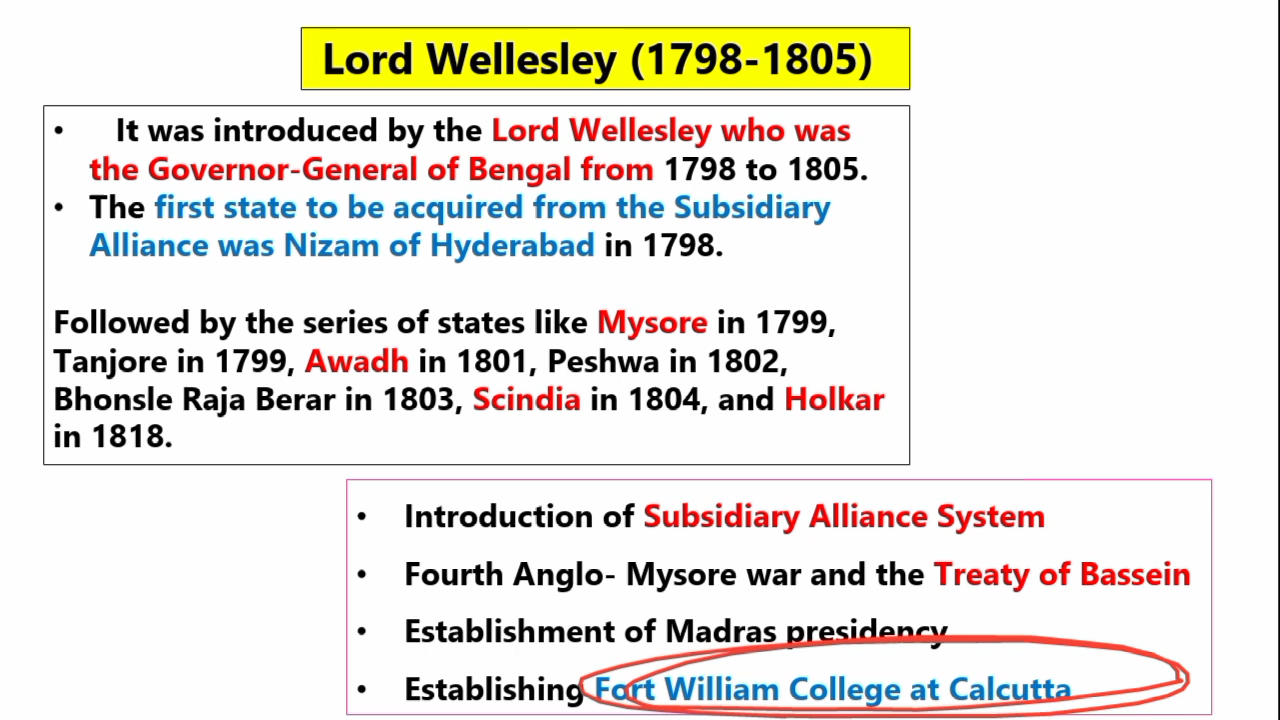 Lord Wellesley (1798-1805)
• It was introduced by the Lord Wellesley who was
the Governor-General of Bengal from 1798 to 1805.
• The first state to be acquired from the Subsidiary
Alliance was Nizam of Hyderabad in 1798.
Followed by the series of states like Mysore in 1799,
Tanjore in 1799, Awadh in 1801, Peshwa in 1802,
Bhonsle Raja Berar in 1803, Scindia in 1804, and Holkar
in 1818.
• Introduction of Subsidiary Alliance System
• Fourth Anglo- Mysore war and the Treaty of Bassein
• Establishment of Madras presidency
• Establishing Fort William College at Calcutta